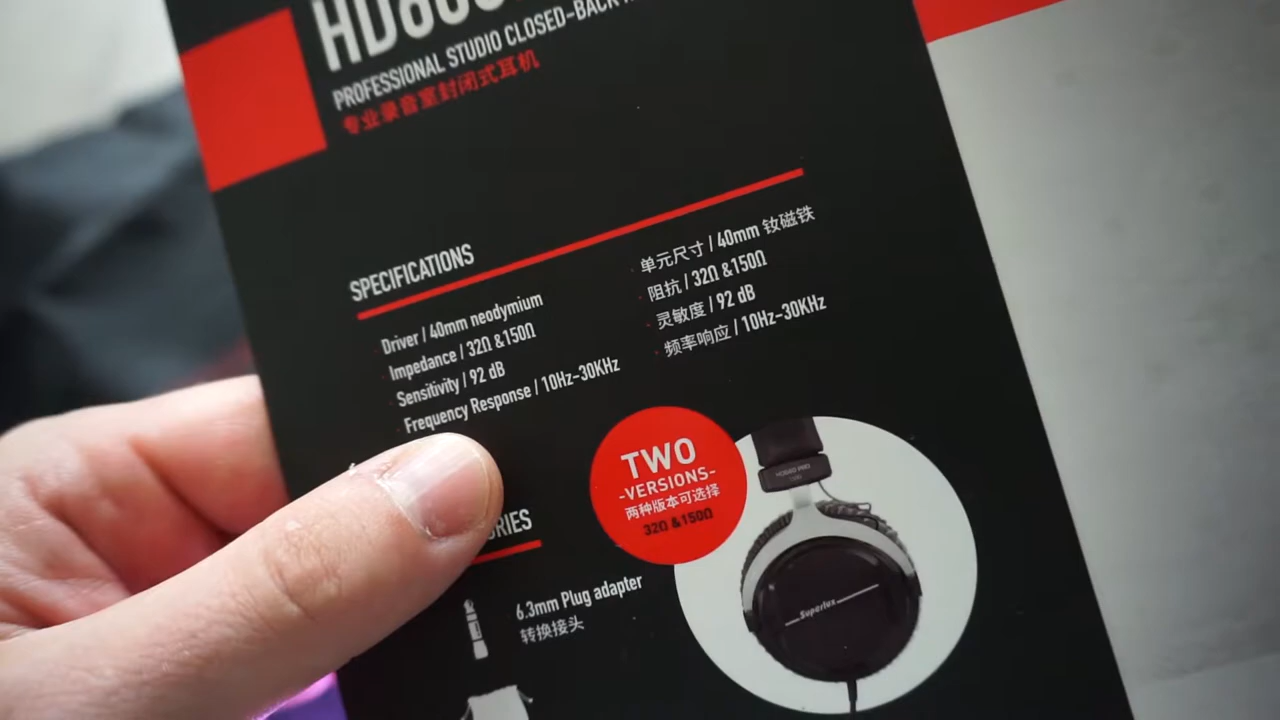 PROFESSIONAL STUDIO CLOSED-BACK
专业录音室封闭式耳机
SPECIFICATIONS
Driver / 40mm neodymium
Impedance / 32Ω &150Ω
Sensitivity / 92 dB
Frequency Response / 10Hz-30KHz
单元尺寸 / 40mm 钕磁铁
阻抗 / 32Ω &150Ω
灵敏度 / 92 dB
频率响应 / 10Hz-30KHz
TWO
-VERSIONS-
两种版本可选择
32Ω &150Ω
6.3mm Plug adapter
转换接头
Superlux